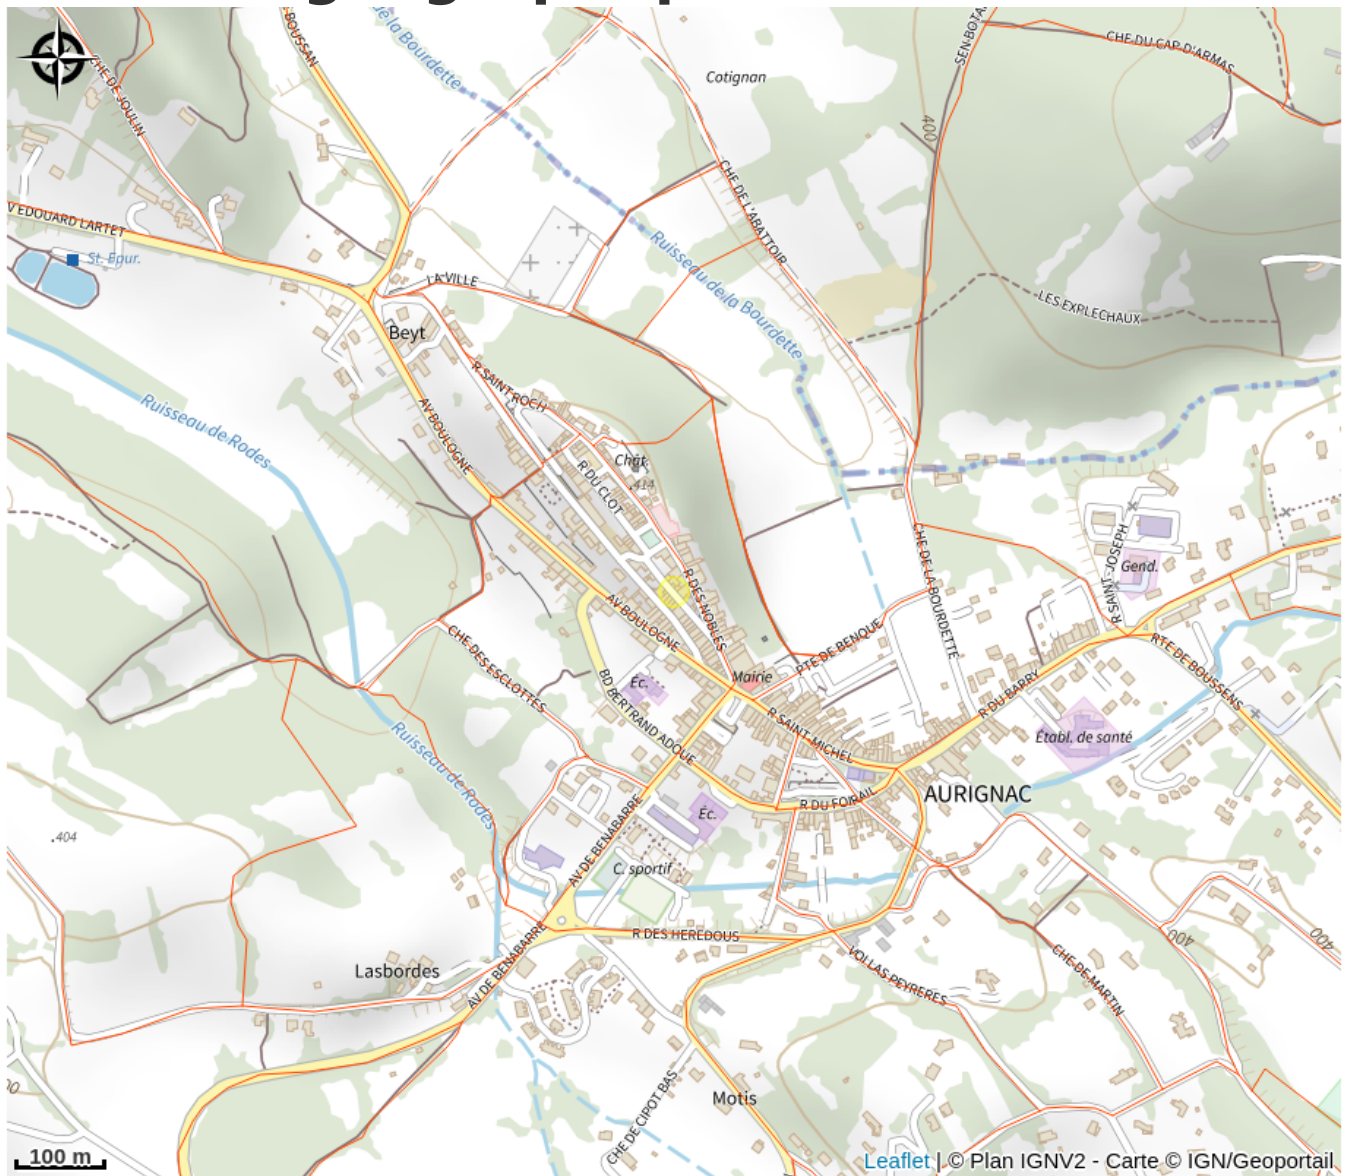 BOUSSAN
de la Bourdette
Cotignan
SEN-BOTA
CHE DU CAP D'ARMAS
CHE DE JOULIN
400
CHE DE L'ABATTOIR
V EDOUARD LARTET
St. Epur.
LA VILLE
Ruisseau de la Bourdette
LES EXPLECHAUX
Beyt
R SAINT-ROCH
Ruisseau de Rodes
AV BOULOGNE
Chât.
.414
R DU CLOT
CHE DE LA BOURDETTE
R SAINT-JOSEPH
Gend.
R DES NOBLES
AV BOULOGNE
CHE DES ESCLOTTES
PTE DE BENQUE
RTE DE BOUSSENS
Mairie
Éc.
BD BERTRAND ADOUE
R DU BARRY
R SAINT-MICHEL
Établ. de santé
Ruisseau de Rodes
AURIGNAC
R DU FOIRAIL
Éc.
AV DE BENABARRE
.404
C. sportif
R DES HEREDOUS
400
400
Lasbordes
AV DE BENABARRE
VOI LAS PEYRERES
CHE DE MARTIN
CHE DE CIPOT BAS
Motis
100 m
Leaflet | © Plan IGNV2 - Carte © IGN/Geoportail